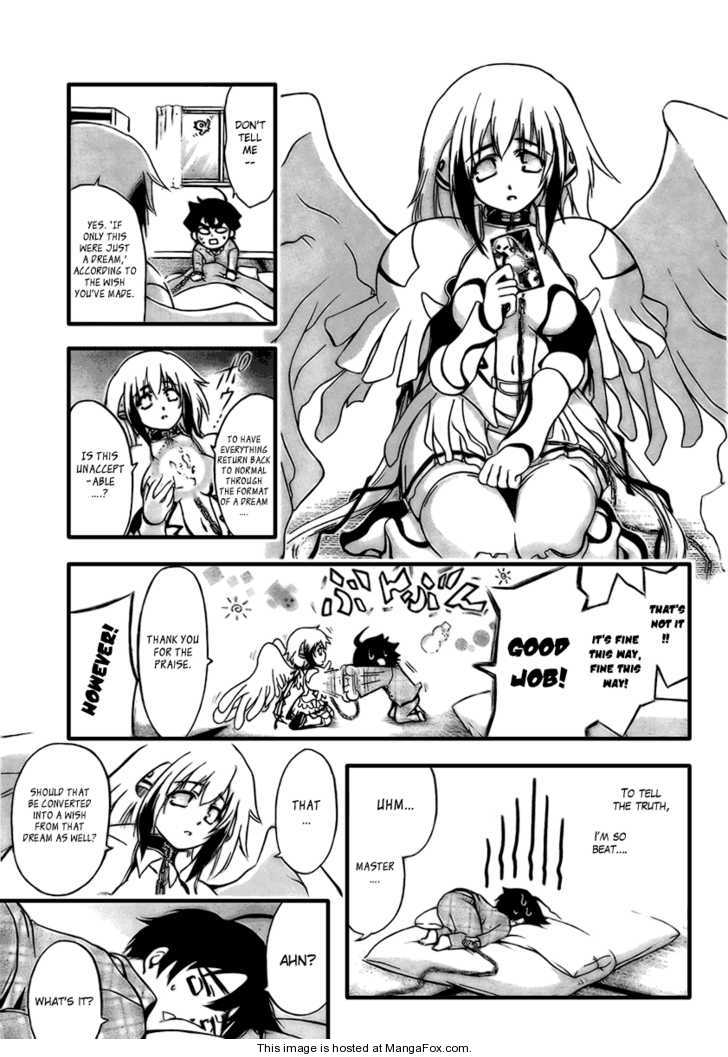 DON'T
TELL
ME
--
YES. 'IF
ONLY THIS
WERE JUST
A DREAM,'
ACCORDING
TO THE
WISH
YOU'VE MADE.
TO HAVE
EVERYTHING
RETURN BACK
TO NORMAL
THROUGH
THE FORMAT
OF A DREAM
....
IS THIS
UNACCEPT
-ABLE
....?
THAT'S
NOT IT
!!
IT'S FINE
THIS WAY,
FINE THIS
WAY!
GOOD
JOB!
ぶんぶん
THANK YOU
FOR THE
PRAISE.
HOWEVER!
TO TELL
THE TRUTH,
I'M SO
BEAT....
UHM...
MASTER
....
THAT
...
SHOULD THAT
BE CONVERTED
INTO A WISH
FROM THAT
DREAM AS WELL?
AHN?
WHAT'S IT?
This image is hosted at MangaFox.com.